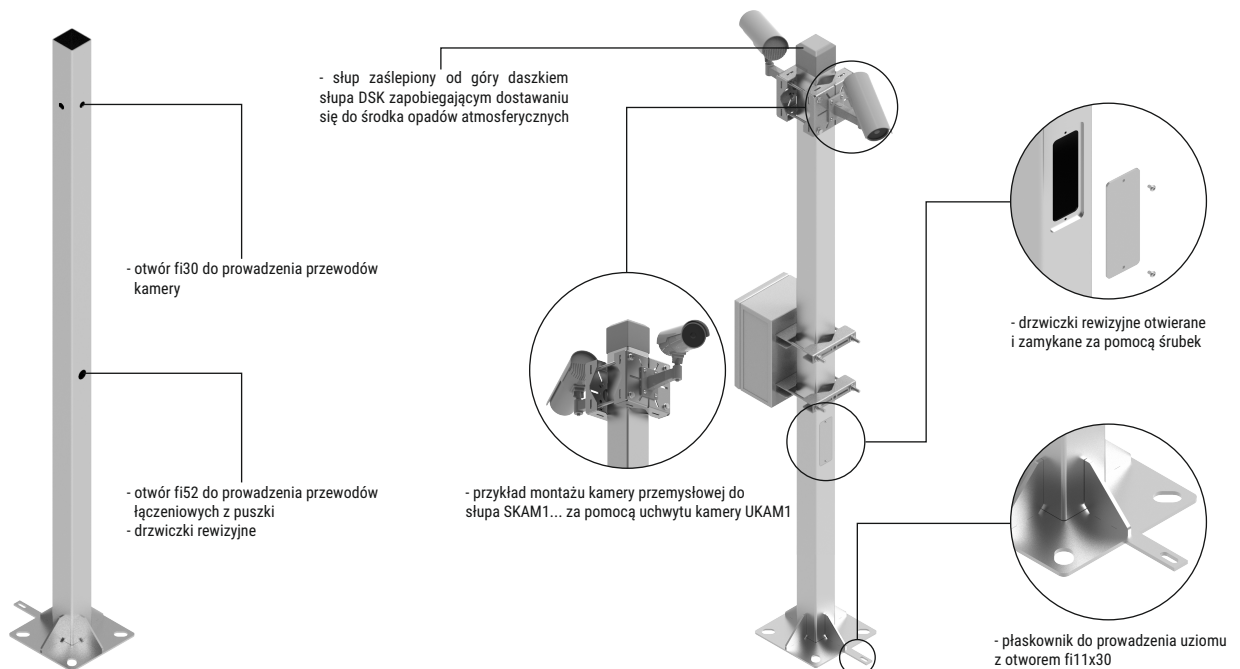 - słup zaślepiony od góry daszkiem
słupa DSK zapobiegającym dostawaniu
się do środka opadów atmosferycznych
- otwór fi30 do prowadzenia przewodów
kamery
- drzwiczki rewizyjne otwierane
i zamykane za pomocą śrubek
- otwór fi52 do prowadzenia przewodów
łączeniowych z puszki
- drzwiczki rewizyjne
- przykład montażu kamery przemysłowej do
słupa SKAM1... za pomocą uchwytu kamery UKAM1
- płaskownik do prowadzenia uziomu
z otworem fi11x30